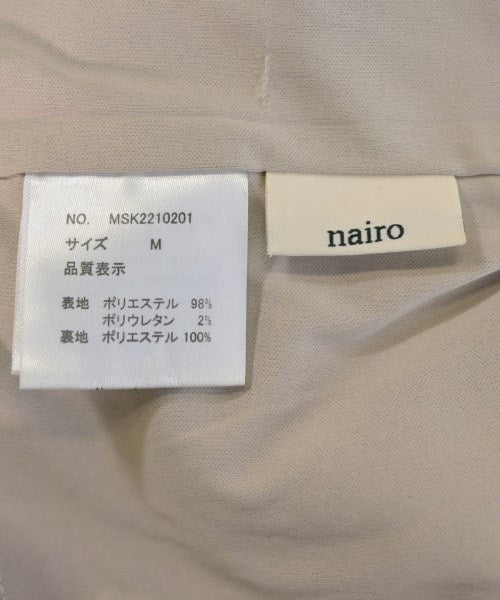 NO. MSK2210201
サイズ M
品質表示
表地 ポリエステル 98%
ポリウレタン 2%
裏地 ポリエステル 100%
nairo